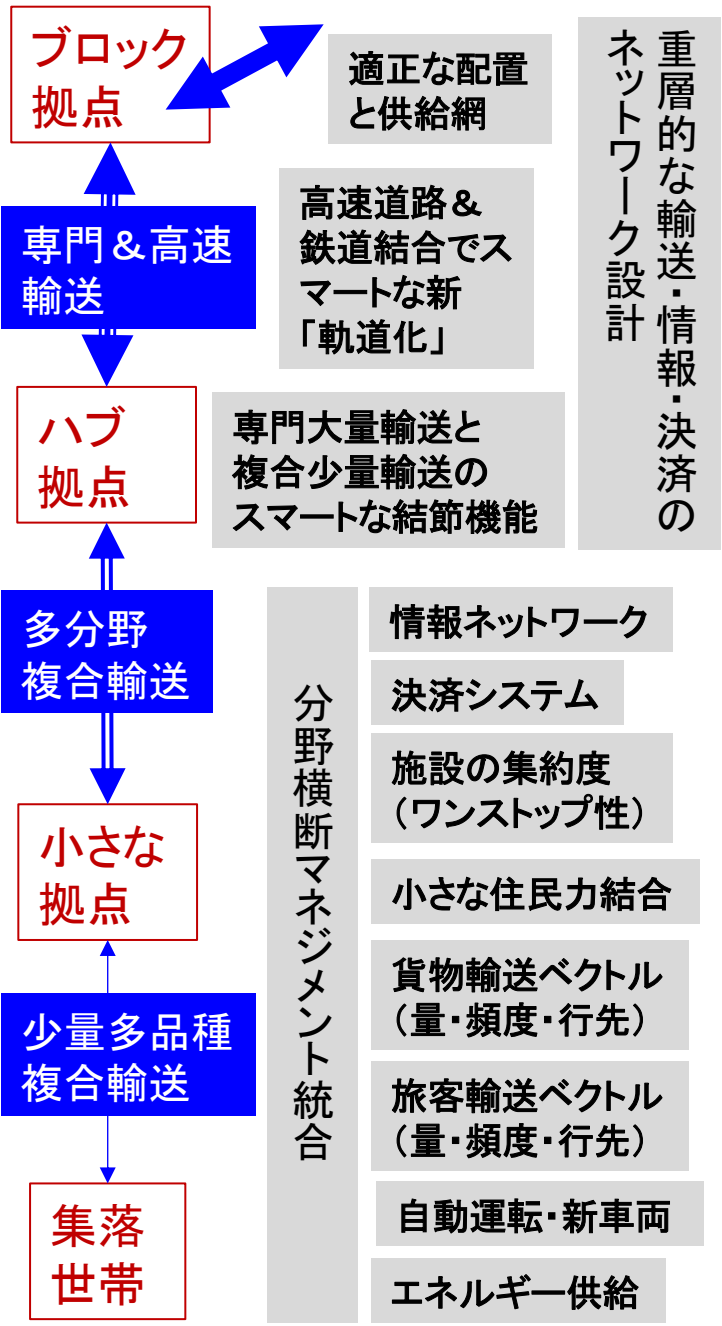 ブロック
拠点
適正な配置
と供給網
重層的な輸送・情報・決済の
ネットワーク設計
専門＆高速
輸送
高速道路＆
鉄道結合でス
マートな新
「軌道化」
ハブ
拠点
専門大量輸送と
複合少量輸送の
スマートな結節機能
多分野
複合輸送
分野横断マネジメント統合
情報ネットワーク
決済システム
施設の集約度
（ワンストップ性）
小さな
拠点
小さな住民力結合
貨物輸送ベクトル
（量・頻度・行先）
少量多品種
複合輸送
旅客輸送ベクトル
（量・頻度・行先）
集落
世帯
自動運転・新車両
エネルギー供給